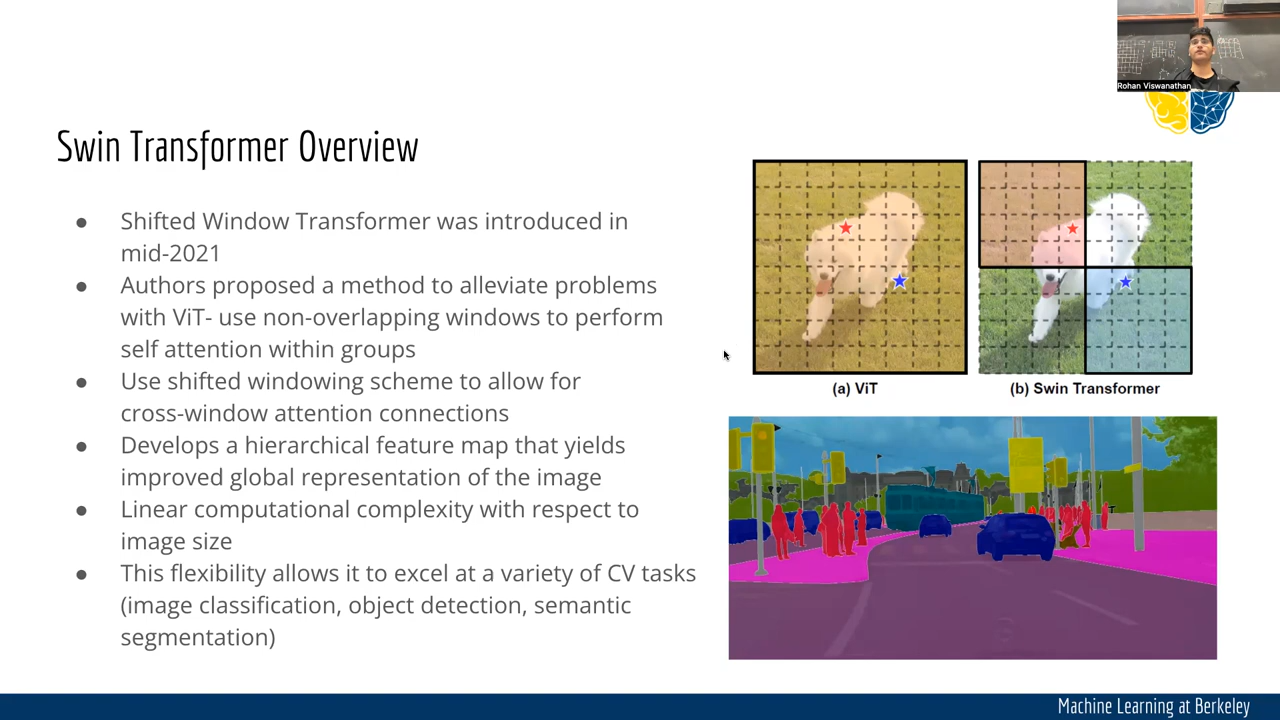 Rohan Viswanathan
Swin Transformer Overview
● Shifted Window Transformer was introduced in
mid-2021
● Authors proposed a method to alleviate problems
with ViT- use non-overlapping windows to perform
self attention within groups
● Use shifted windowing scheme to allow for
cross-window attention connections
● Develops a hierarchical feature map that yields
improved global representation of the image
● Linear computational complexity with respect to
image size
● This flexibility allows it to excel at a variety of CV tasks
(image classification, object detection, semantic
segmentation)
(a) ViT
(b) Swin Transformer
Machine Learning at Berkeley